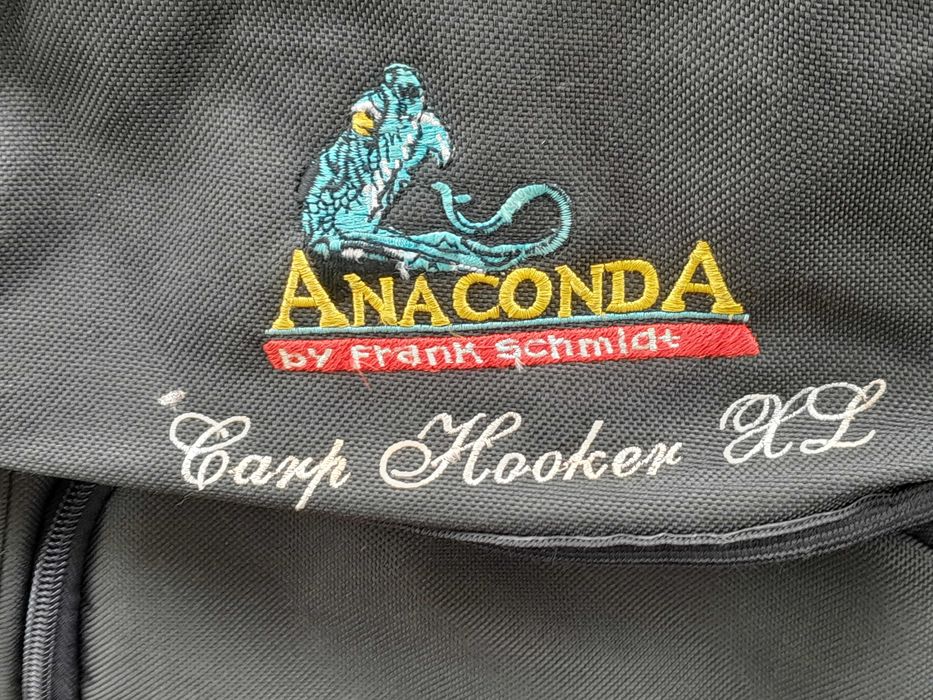 ANACONDA
by Frank Schmidt
Carp Hooker XL